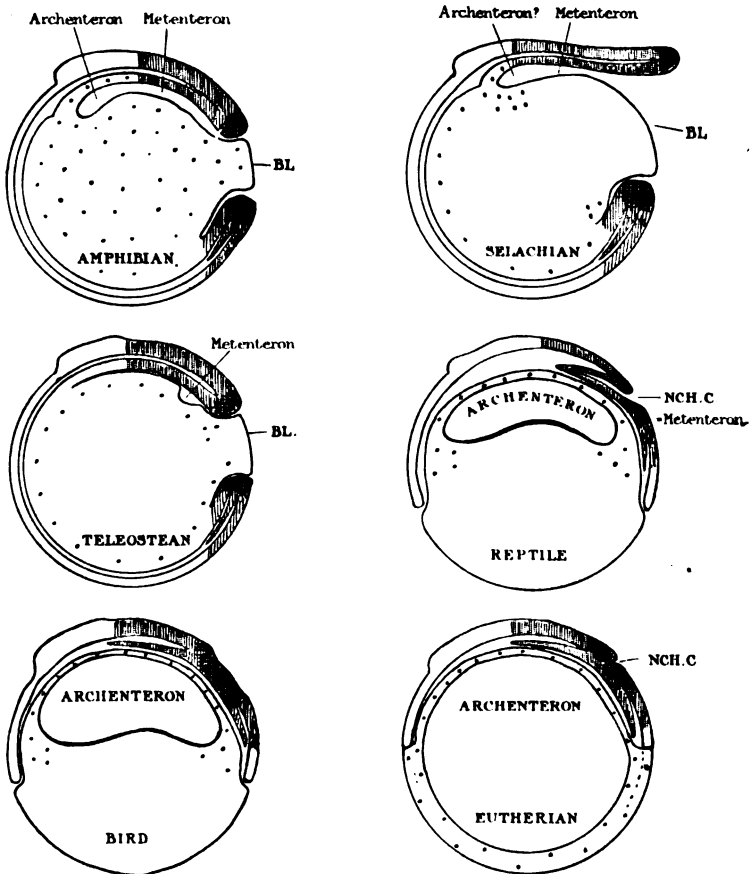 Archenteron Metenteron
BL
AMPHIBIAN.
Archenteron? Metenteron
BL
SELACHIAN
Metenteron
BL.
TELEOSTEAN
ARCHENTERON
NCH.C
=Metenteron.
REPTILE
ARCHENTERON
BIRD
NCH.C
ARCHENTERON
EUTHERIAN